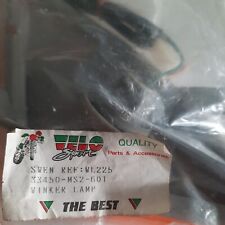 VELO
Sport
QUALITY
Parts & Accessories
SWEN REF:WL225
33450-MS2-601
WINKER LAMP
THE BEST